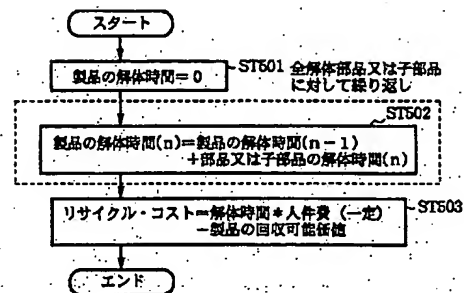 スタート
製品の解体時間=0
ST501 全解体部品又は子部品
に対して繰り返し
ST502
製品の解体時間(n)=製品の解体時間(n-1)
+部品又は子部品の解体時間(n)
リサイクル・コスト=解体時間*人件費 (一定)
-製品の回収可能価値
ST503
エンド